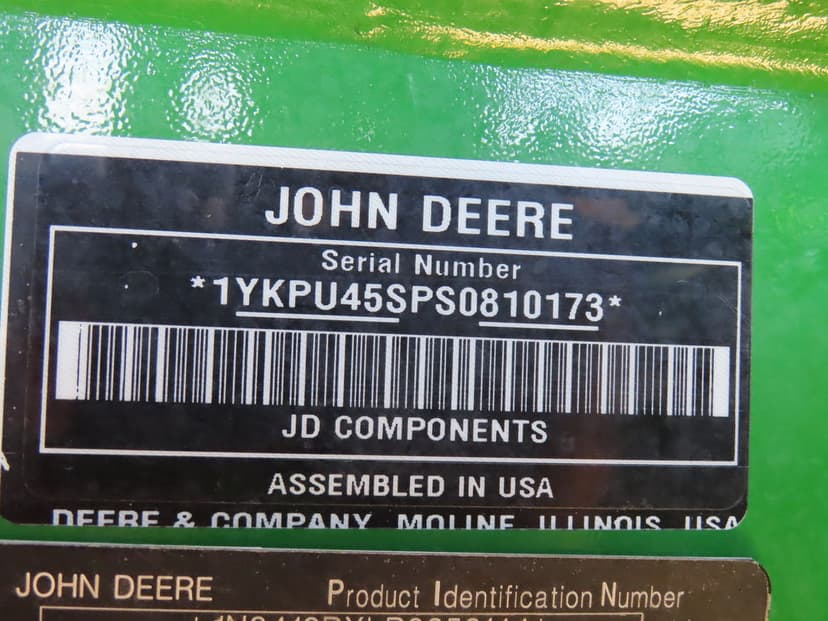 JOHN DEERE
Serial Number
*1YKPU45SPS0810173*
JD COMPONENTS
ASSEMBLED IN USA
DEERE & COMPANY MOLINE ILLINOIS USA
JOHN DEERE Product Identification Number